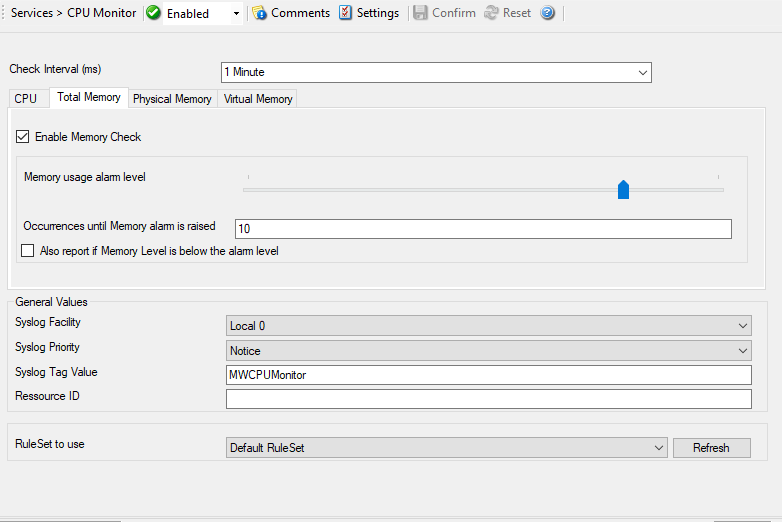 Services > CPU Monitor Enabled Comments Settings Confirm Reset
Check Interval (ms) 1 Minute
CPU Total Memory Physical Memory Virtual Memory
Enable Memory Check
Memory usage alarm level
Occurrences until Memory alarm is raised 10
Also report if Memory Level is below the alarm level
General Values
Syslog Facility Local 0
Syslog Priority Notice
Syslog Tag Value MWCPUMonitor
Ressource ID
RuleSet to use Default RuleSet Refresh